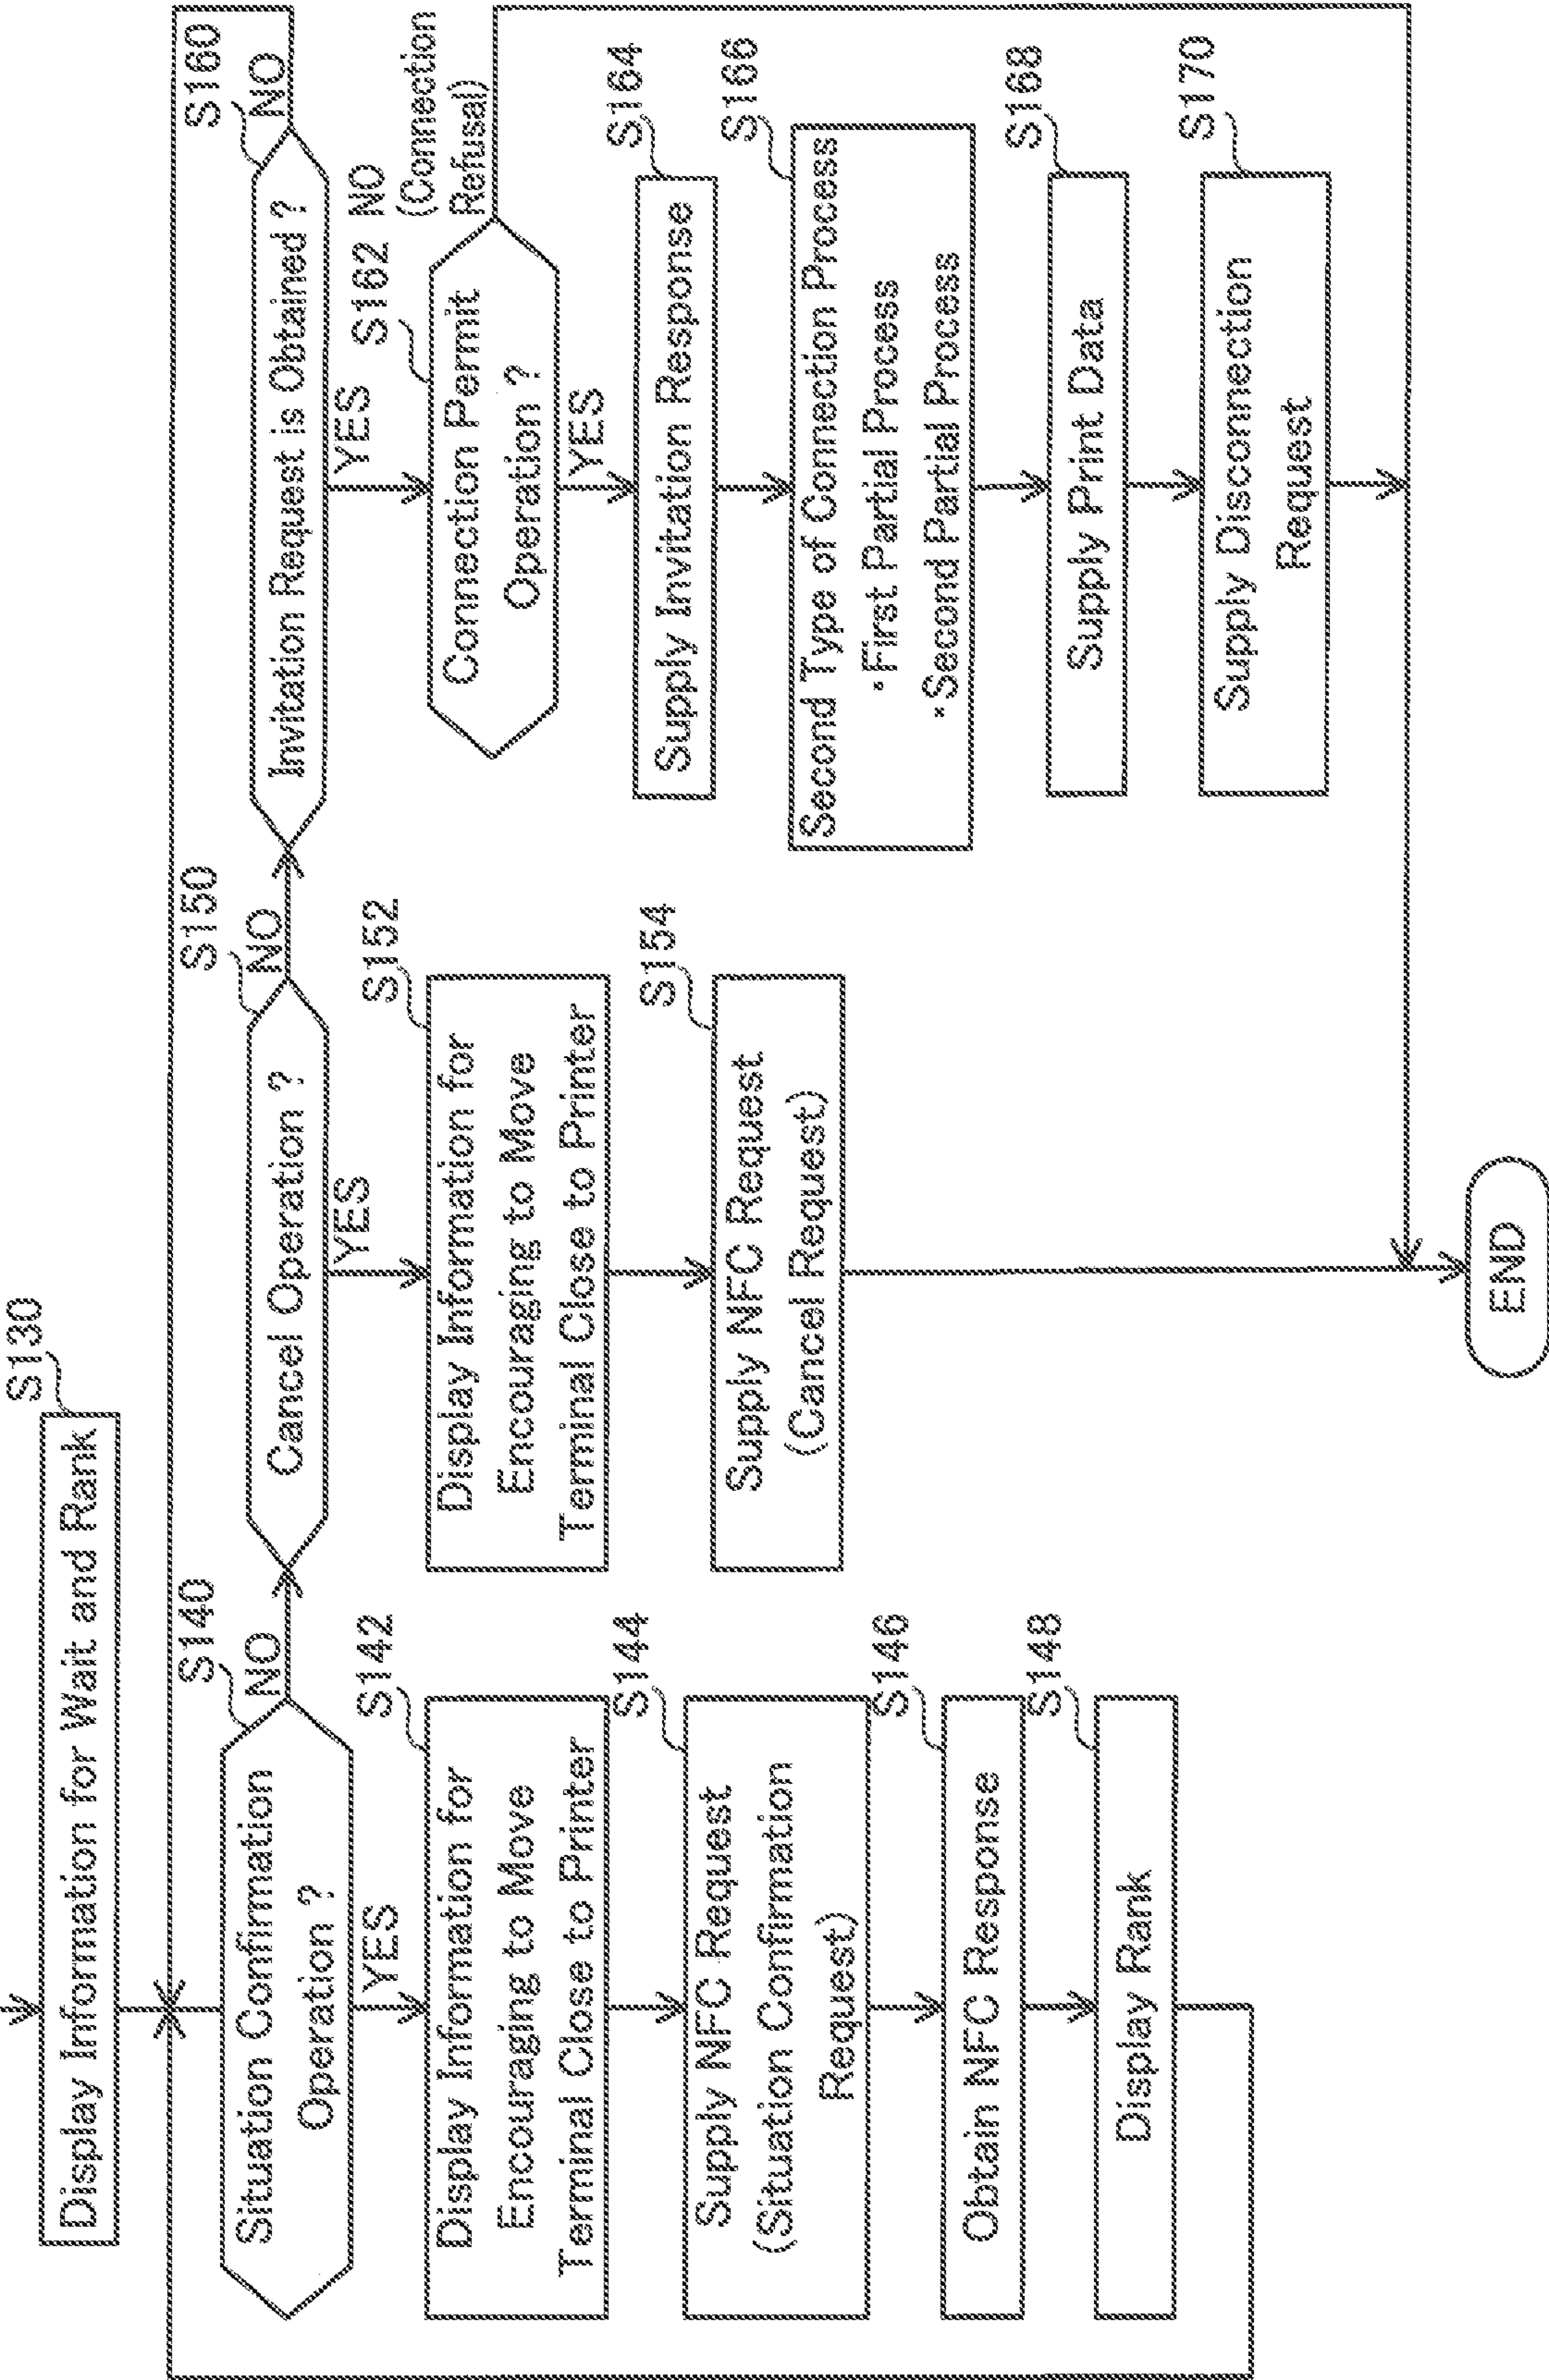 S130
Display Information for Wait and Rank
S140
Situation Confirmation
Operation ?
NO
YES
S142
Display Information for
Encouraging to Move
Terminal Close to Printer
S144
Supply NFC Request
(Situation Confirmation
Request)
S146
Obtain NFC Response
S148
Display Rank
S150
Cancel Operation ?
NO
YES
S152
Display Information for
Encouraging to Move
Terminal Close to Printer
S154
Supply NFC Request
(Cancel Request)
S160
Invitation Request is Obtained ?
NO
YES
S162
Connection Permit
Operation ?
NO
(Connection
Refusal)
YES
S164
Supply Invitation Response
S166
Second Type of Connection Process
・First Partial Process
・Second Partial Process
S168
Supply Print Data
S170
Supply Disconnection
Request
END